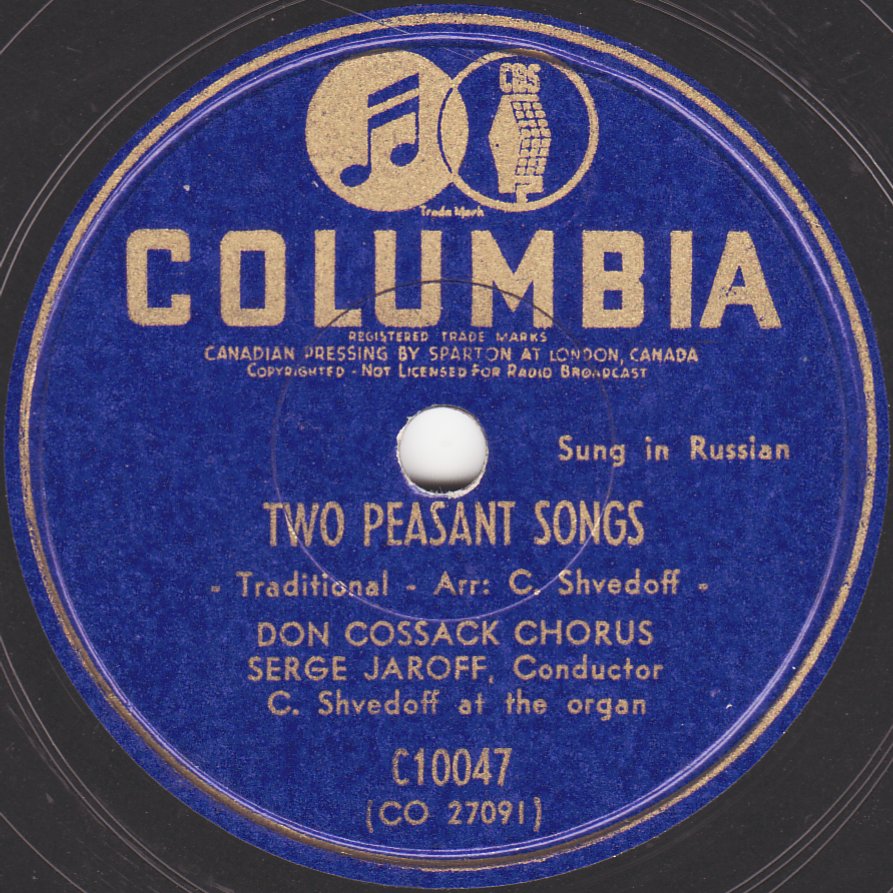 CBS
Trade Mark
COLUMBIA
REGISTERED TRADE MARKS
CANADIAN PRESSING BY SPARTON AT LONDON, CANADA
COPYRIGHTED - NOT LICENSED FOR RADIO BROADCAST
Sung in Russian
TWO PEASANT SONGS
- Traditional - Arr: C. Shvedoff -
DON COSSACK CHORUS
SERGE JAROFF, Conductor
C. Shvedoff at the organ
C10047
(CO 27091)